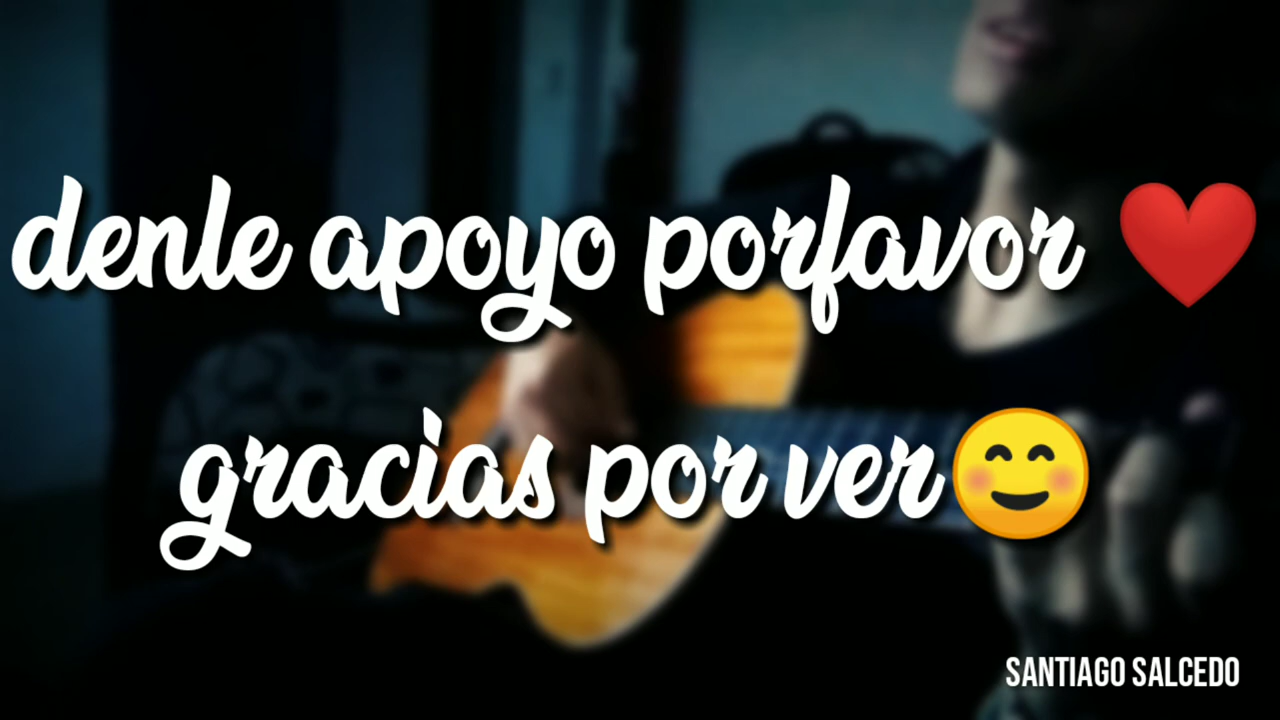 denle apoyo porfavor ❤️
gracias por ver😊
SANTIAGO SALCEDO